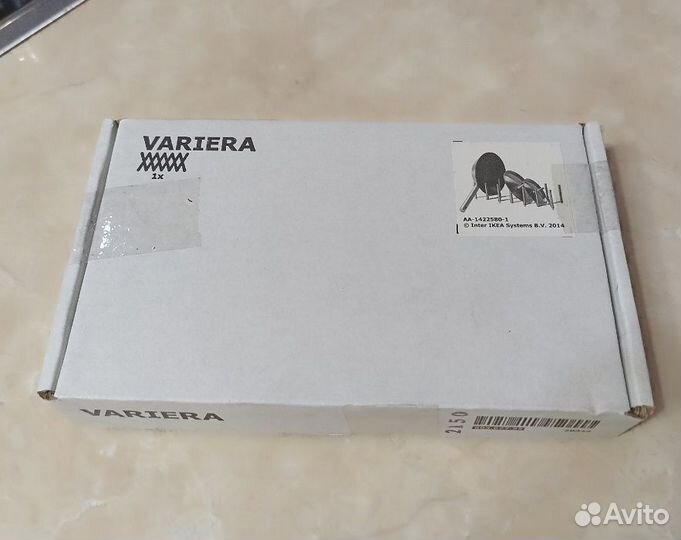 VARIERA
1x
AA-1422580-1
© Inter IKEA Systems B.V. 2014
VARIERA
2150
Avito